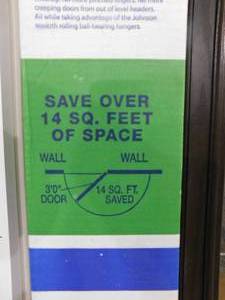 creeping doors from out of level headers.
All while taking advantage of the Johnson
smooth rolling ball-bearing hangers.
SAVE OVER
14 SQ. FEET
OF SPACE
WALL WALL
3'0" 14 SQ. FT.
DOOR SAVED